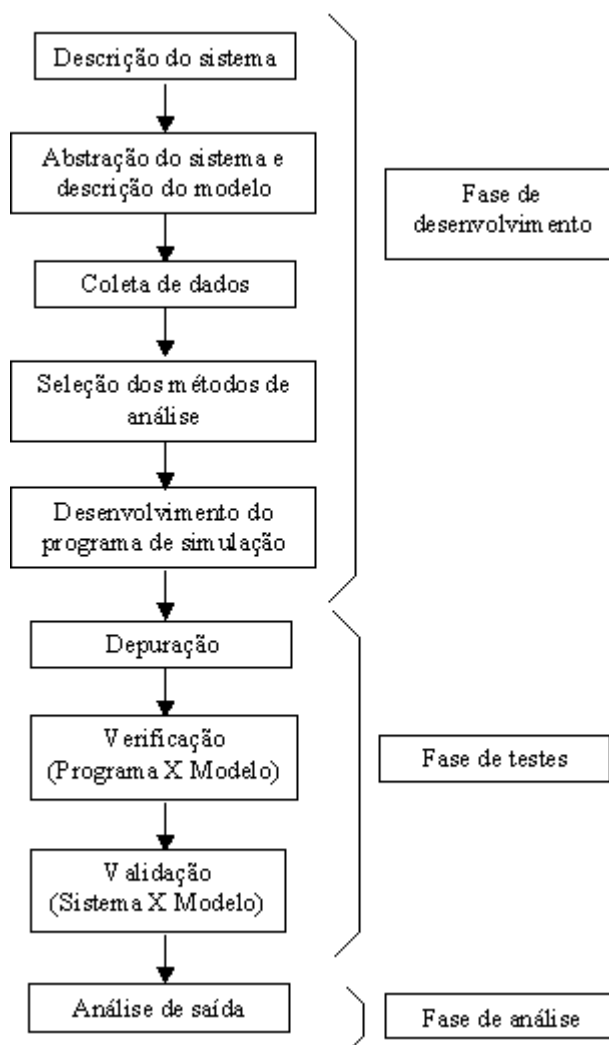 Descrição do sistema
Abstração do sistema e
descrição do modelo
Coleta de dados
Seleção dos métodos de
análise
Desenvolvimento do
programa de simulação
Fase de
desenvolvimento
Depuração
Verificação
(Programa X Modelo)
Validação
(Sistema X Modelo)
Fase de testes
Análise de saída
Fase de análise